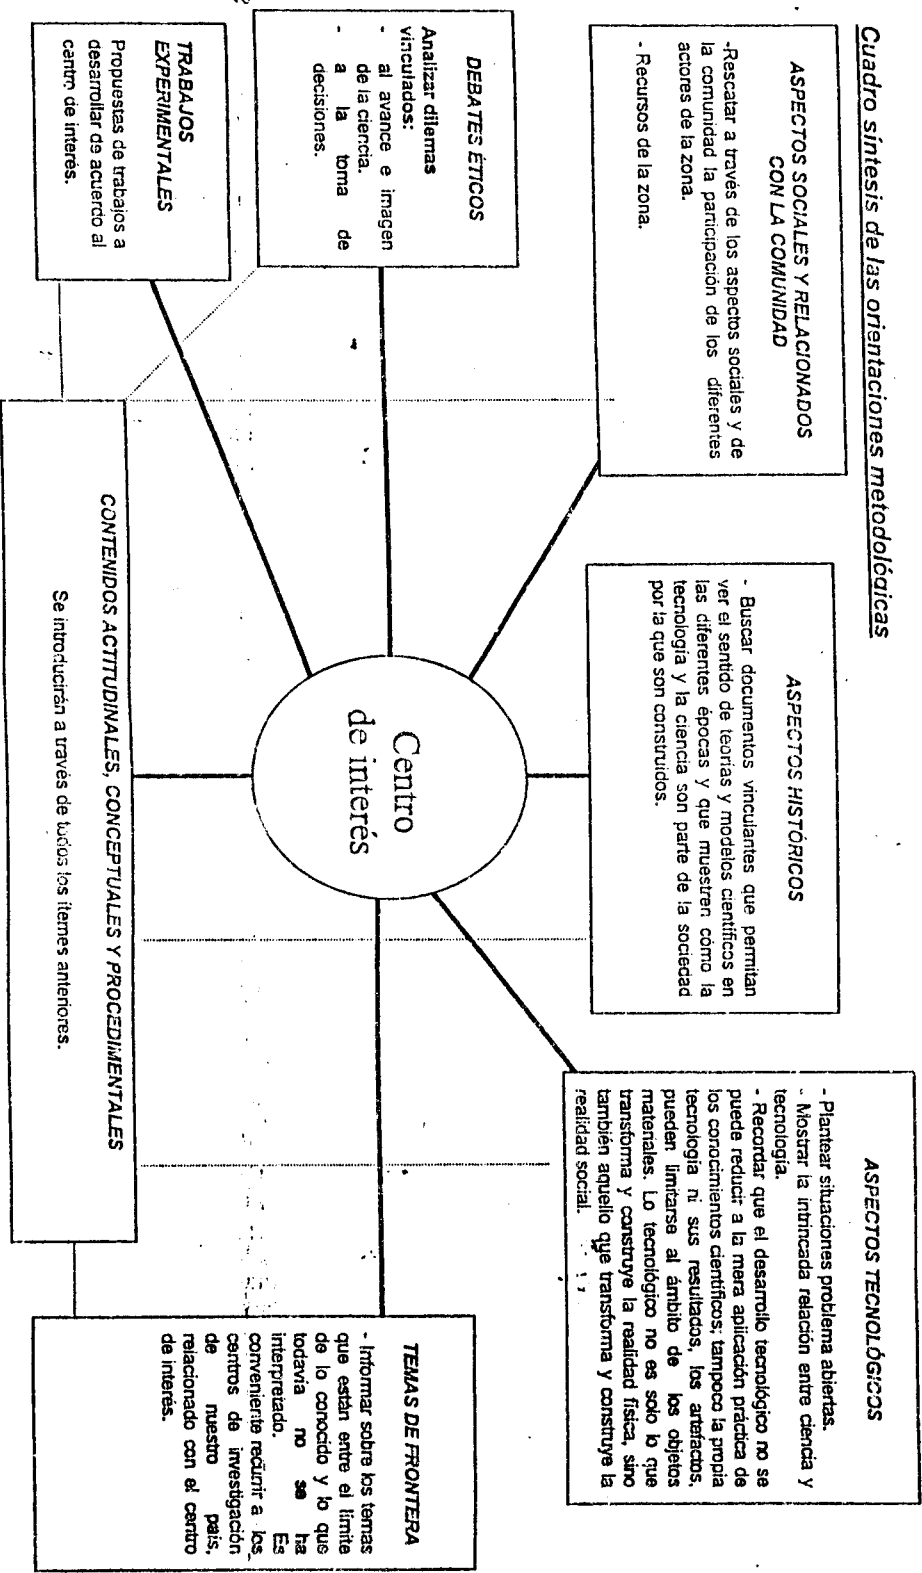 Cuadro síntesis de las orientaciones metodológicas
ASPECTOS SOCIALES Y RELACIONADOS
CON LA COMUNIDAD
-Rescatar a través de los aspectos sociales y de
la comunidad la participación de los diferentes
actores de la zona.
- Recursos de la zona.
ASPECTOS HISTÓRICOS
- Buscar documentos vinculantes que permitan
ver el sentido de teorías y modelos científicos en
las diferentes épocas y que muestren cómo la
tecnología y la ciencia son parte de la sociedad
por la que son construidos.
ASPECTOS TECNOLÓGICOS
- Plantear situaciones problema abiertas.
- Mostrar la intrincada relación entre ciencia y
tecnología.
- Recordar que el desarrollo tecnológico no se
puede reducir a la mera aplicación práctica de
los conocimientos científicos; tampoco la propia
tecnología ni sus resultados, los artefactos,
pueden limitarse al ámbito de los objetos
materiales. Lo tecnológico no es solo lo que
transforma y construye la realidad física, sino
también aquello que transforma y construye la
realidad social.
DEBATES ÉTICOS
Analizar dilemas
vinculados:
- al avance e imagen
de la ciencia.
- a la toma de
decisiones.
Centro
de interés
TEMAS DE FRONTERA
- Informar sobre los temas
que están entre el límite
de lo conocido y lo que
todavía no se ha
interpretado. Es
conveniente recurrir a los
centros de investigación
de nuestro país,
relacionado con el centro
de interés.
TRABAJOS
EXPERIMENTALES
Propuestas de trabajos a
desarrollar de acuerdo al
centro de interés.
CONTENIDOS ACTITUDINALES, CONCEPTUALES Y PROCEDIMENTALES
Se introducirán a través de todos los ítemes anteriores.